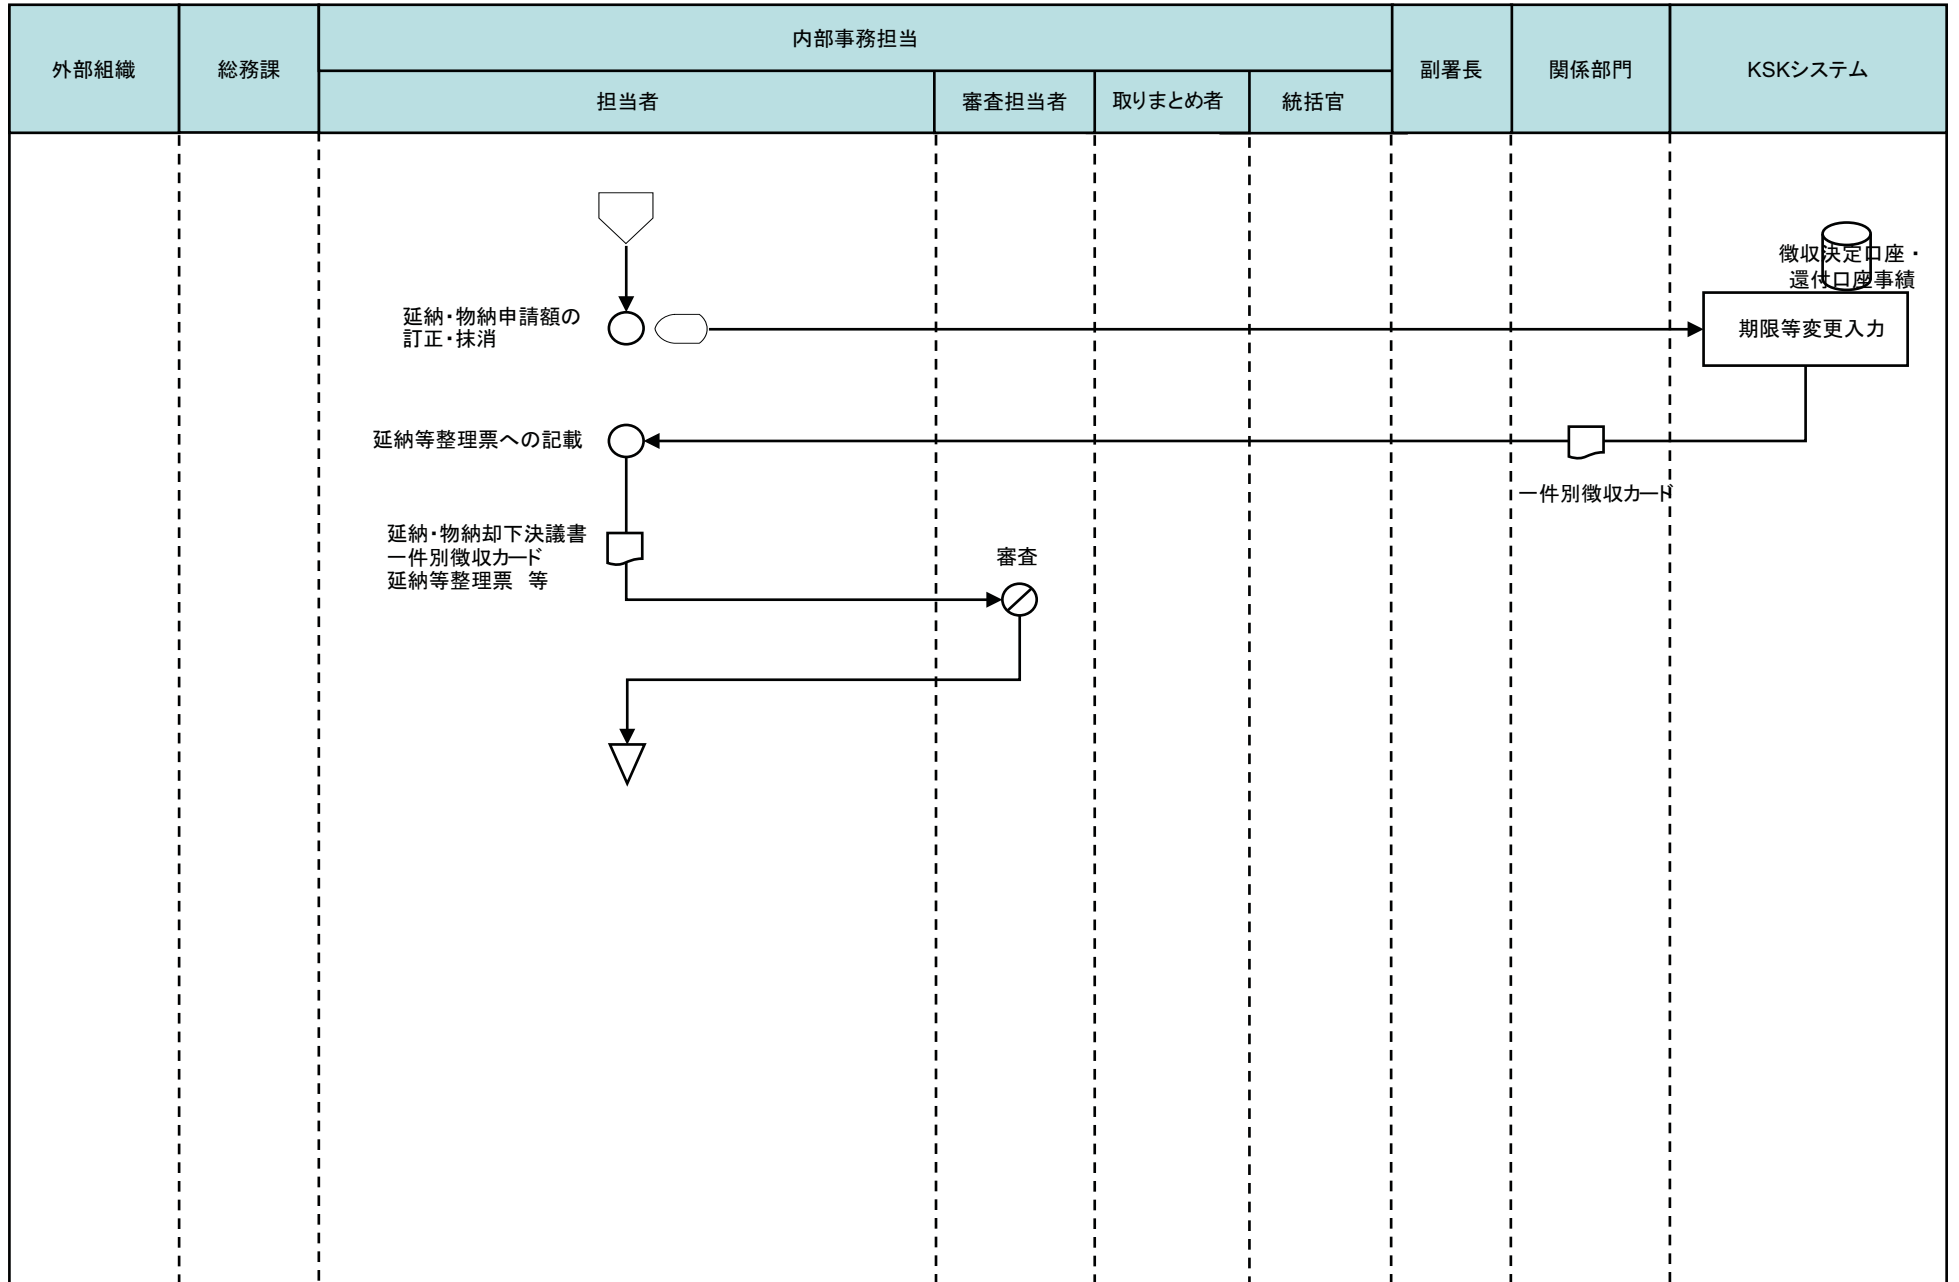 外部組織
総務課
内部事務担当
担当者
審査担当者
取りまとめ者
統括官
副署長
関係部門
KSKシステム
徴収決定口座・
還付口座事績
延納・物納申請額の
訂正・抹消
期限等変更入力
延納等整理票への記載
一件別徴収カード
延納・物納却下決議書
一件別徴収カード
延納等整理票　等
審査